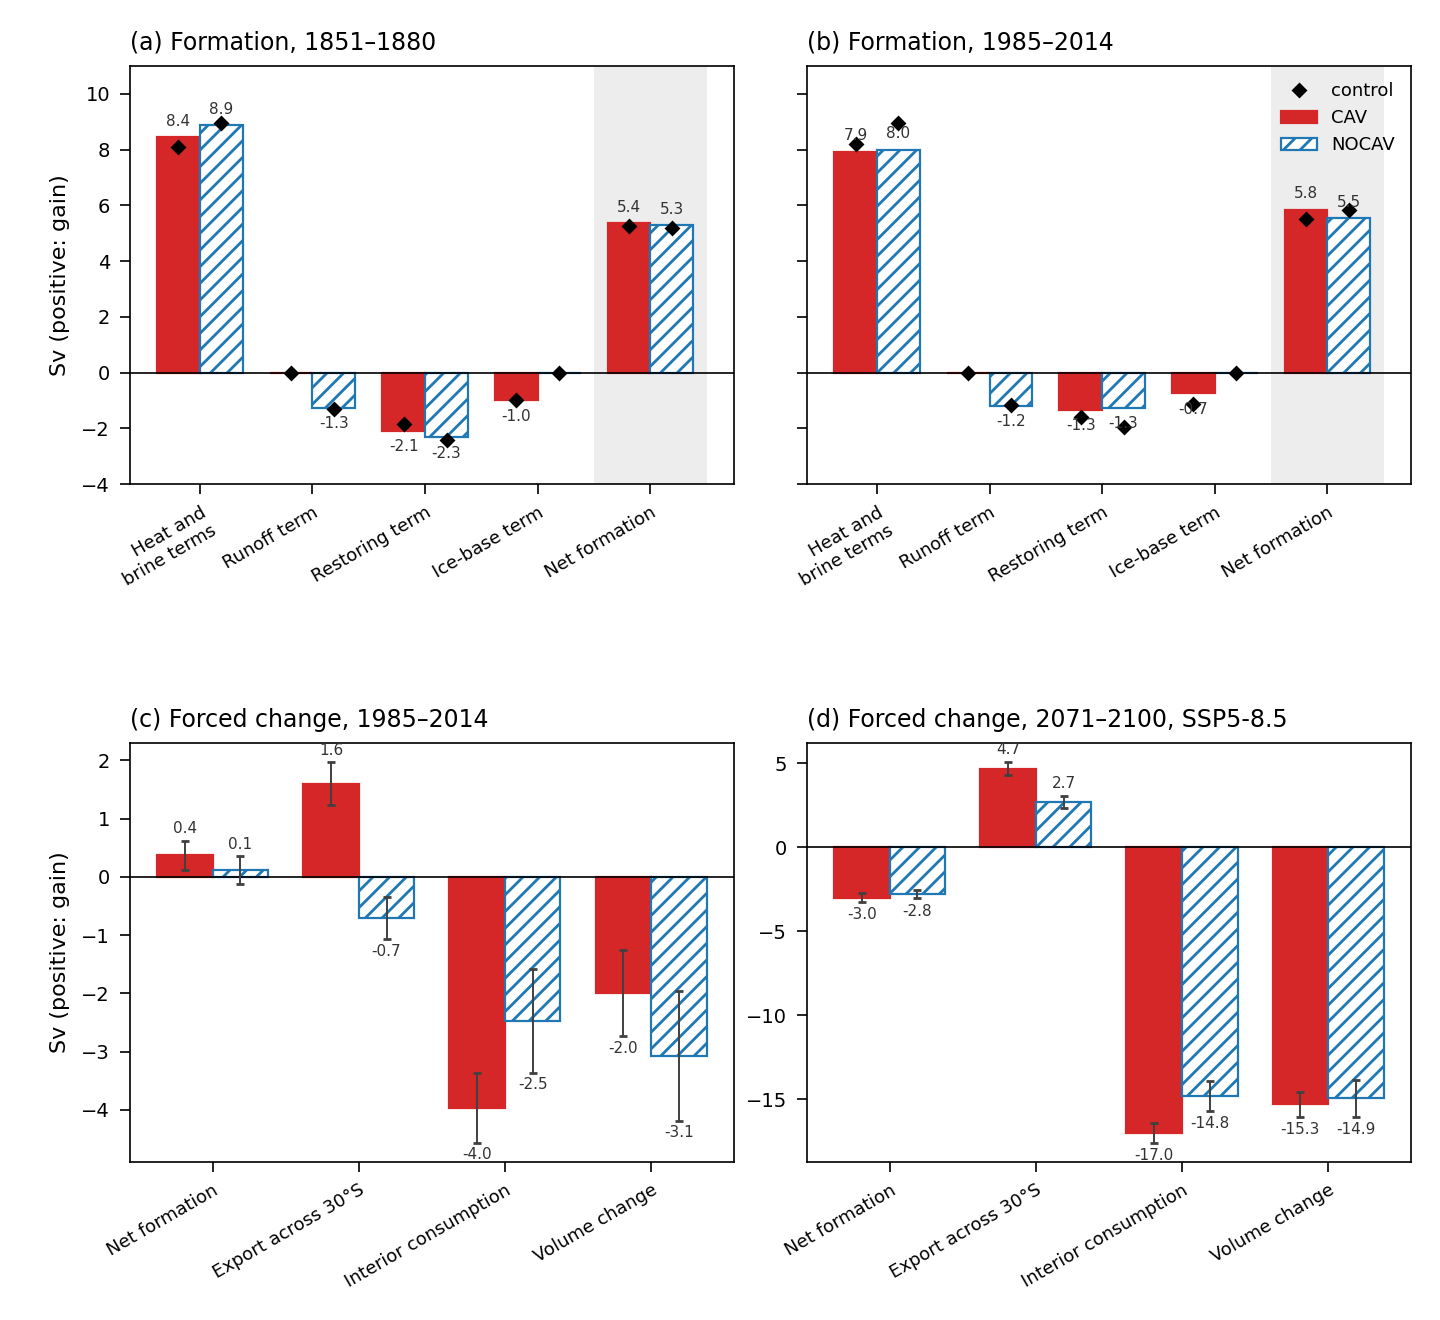 (a) Formation, 1851–1880
Sv (positive: gain)
10
8
6
4
2
0
−2
−4
8.4
8.9
-1.3
-2.1
-2.3
-1.0
5.4
5.3
Heat and
brine terms
Runoff term
Restoring term
Ice-base term
Net formation
(b) Formation, 1985–2014
control
CAV
NOCAV
7.9
8.0
-1.2
-1.3
-1.3
-0.7
5.8
5.5
Heat and
brine terms
Runoff term
Restoring term
Ice-base term
Net formation
(c) Forced change, 1985–2014
Sv (positive: gain)
2
1
0
−1
−2
−3
−4
0.4
0.1
1.6
-0.7
-4.0
-2.5
-2.0
-3.1
Net formation
Export across 30°S
Interior consumption
Volume change
(d) Forced change, 2071–2100, SSP5-8.5
5
0
−5
−10
−15
-3.0
-2.8
4.7
2.7
-17.0
-14.8
-15.3
-14.9
Net formation
Export across 30°S
Interior consumption
Volume change